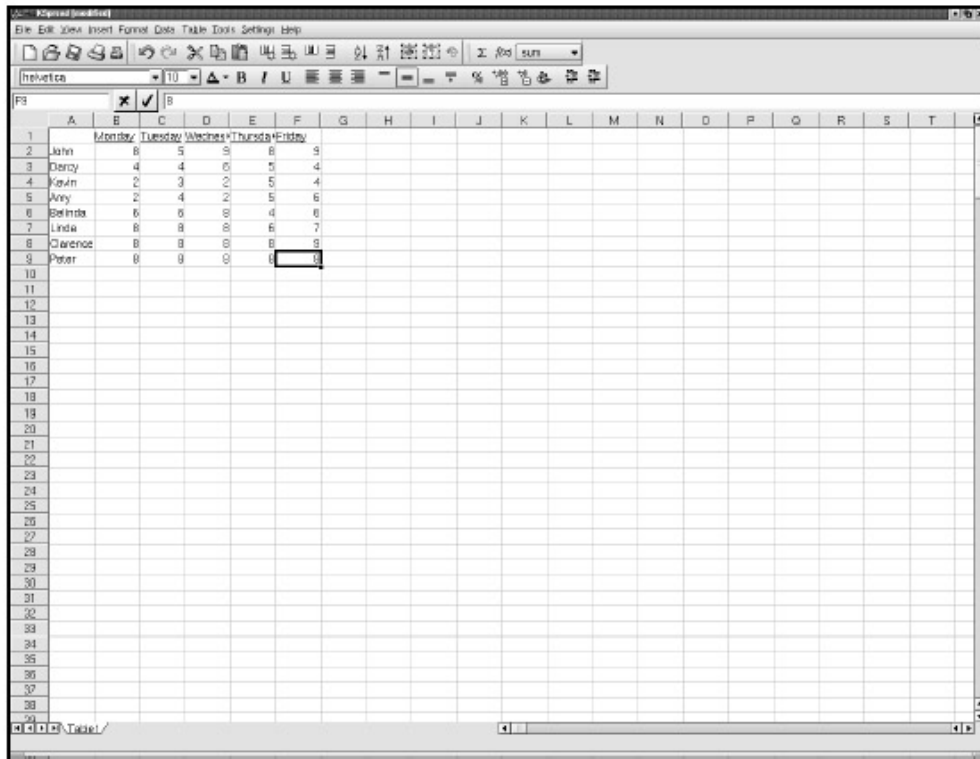 KSpread [modified]
File Edit View Insert Format Data Table Tools Settings Help
Σ f(x) sum
helvetica 10 A B I U %
F9 8
A B C D E F G H I J K L M N O P Q R S T
1 Monday Tuesday Wednes Thursda Friday
2 John 8 5 9 8 9
3 Darcy 4 4 6 5 4
4 Kevin 2 3 2 5 4
5 Amy 2 4 2 5 6
6 Belinda 6 6 8 4 6
7 Linda 8 8 8 6 7
8 Clarence 8 8 8 8 9
9 Peter 8 8 8 8 8
10
11
12
13
14
15
16
17
18
19
20
21
22
23
24
25
26
27
28
29
30
31
32
33
34
35
36
37
38
39
Table1